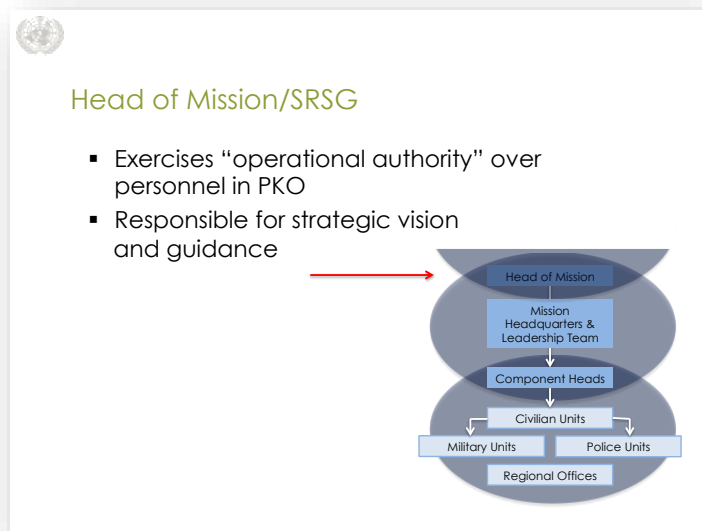 Head of Mission/SRSG
▪ Exercises “operational authority” over
personnel in PKO
▪ Responsible for strategic vision
and guidance
Head of Mission
Mission
Headquarters &
Leadership Team
Component Heads
Civilian Units
Military Units
Police Units
Regional Offices